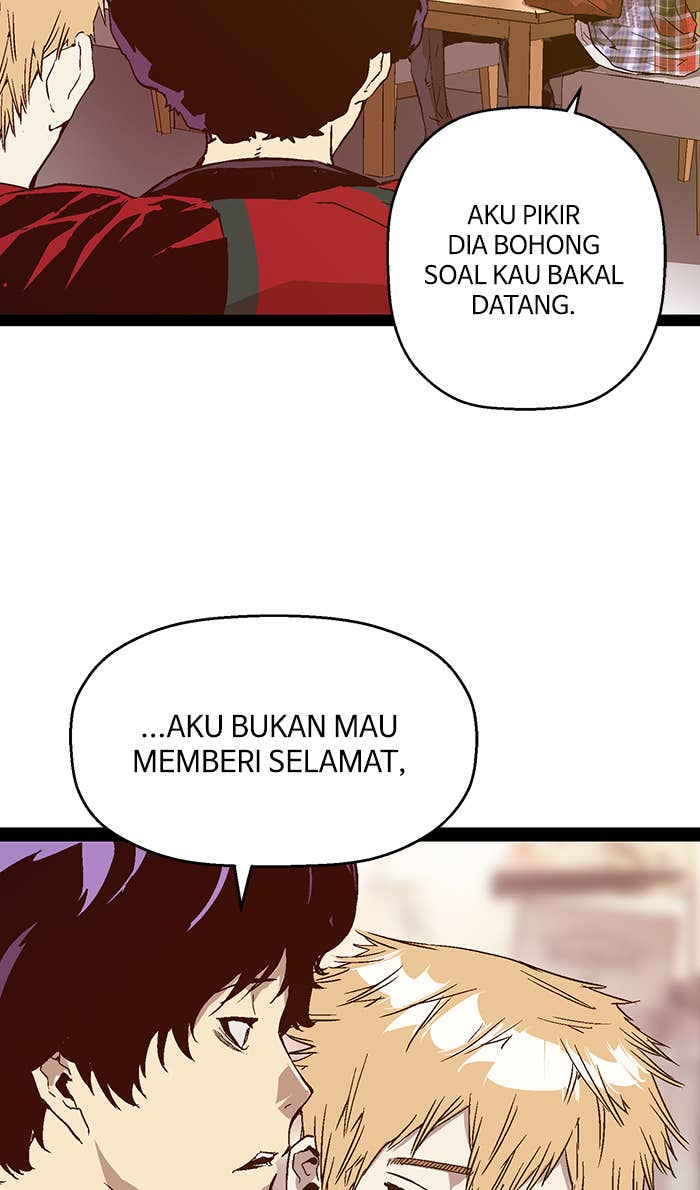 AKU PIKIR
DIA BOHONG
SOAL KAU BAKAL
DATANG.
...AKU BUKAN MAU
MEMBERI SELAMAT,